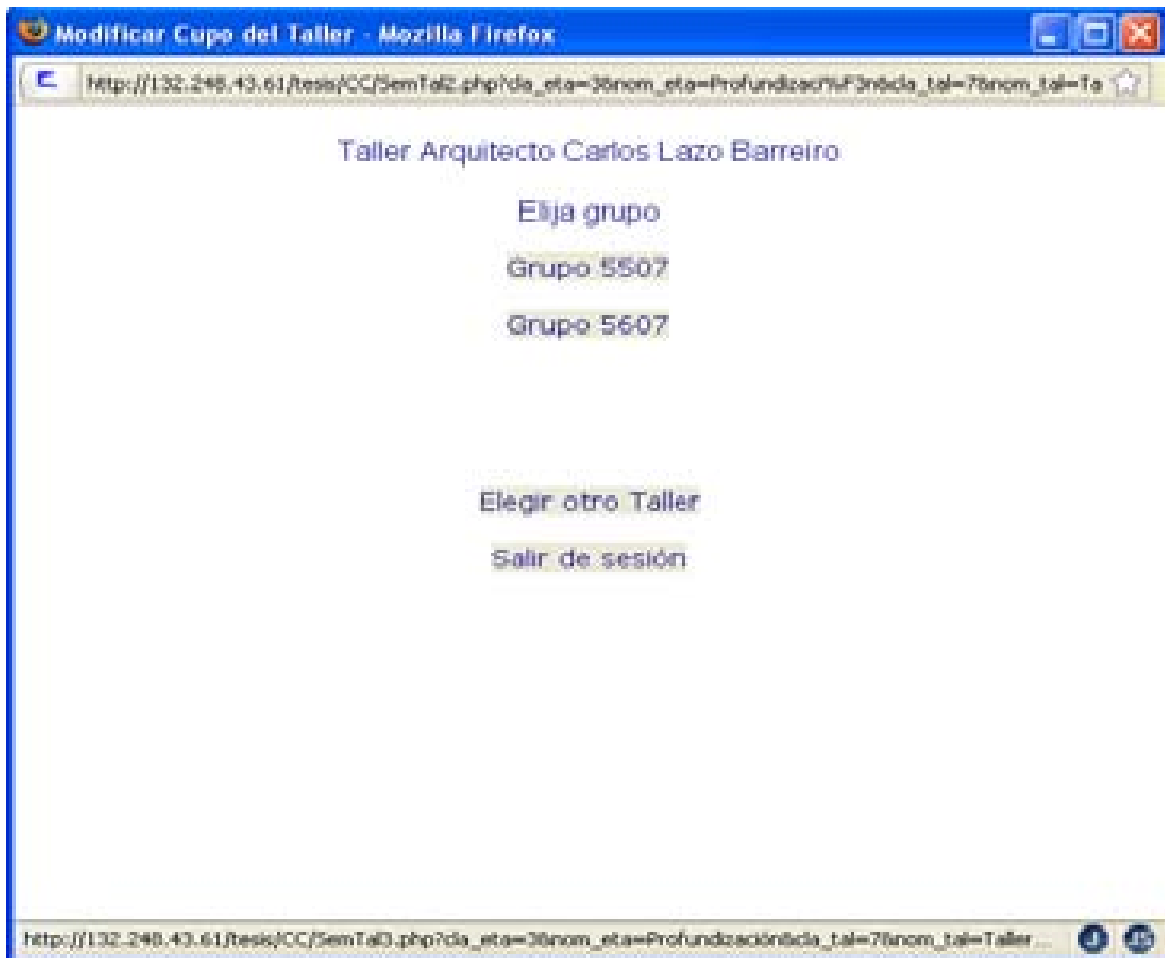 Modificar Cupo del Taller - Mozilla Firefox
http://132.248.43.61/tesis/CC/SemTal2.php?cla_eta=3&nom_eta=Profundizaci%F3n&cla_tal=7&nom_tal=Ta
Taller Arquitecto Carlos Lazo Barreiro
Elija grupo
Grupo 5507
Grupo 5607
Elegir otro Taller
Salir de sesión
http://132.248.43.61/tesis/CC/SemTal3.php?cla_eta=3&nom_eta=Profundización&cla_tal=7&nom_tal=Taller...